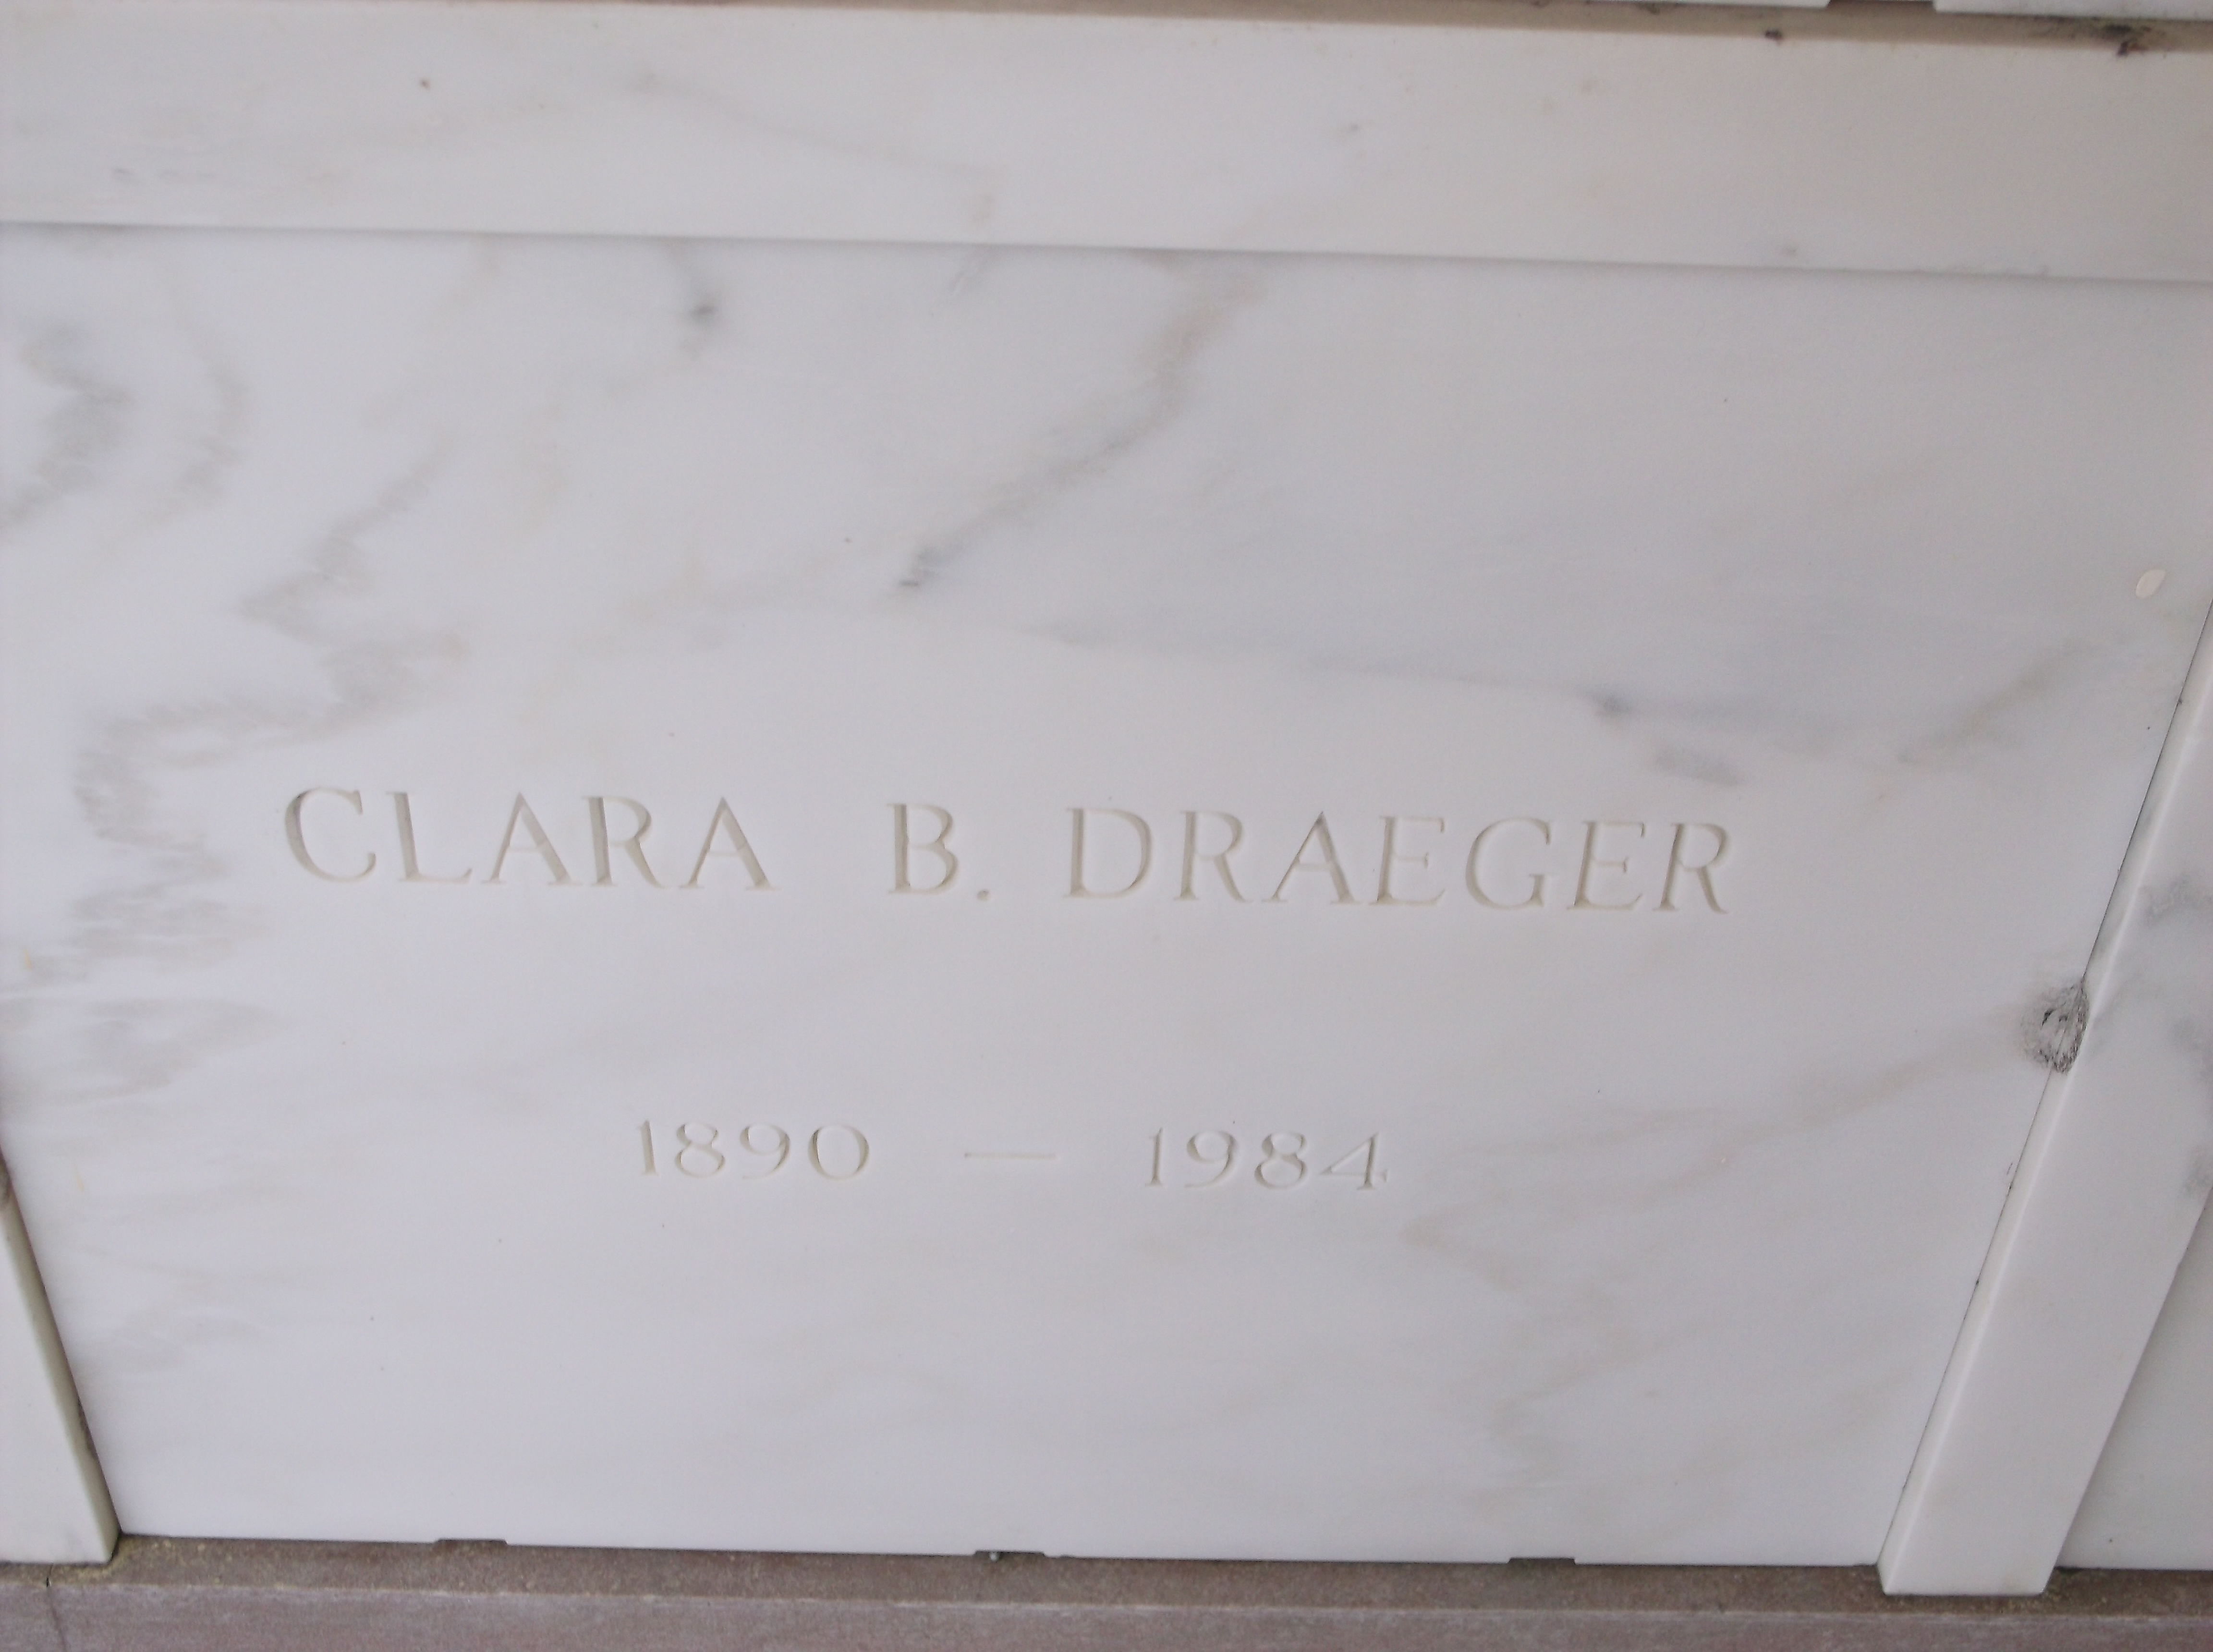 CLARA B. DRAEGER
1890 — 1984